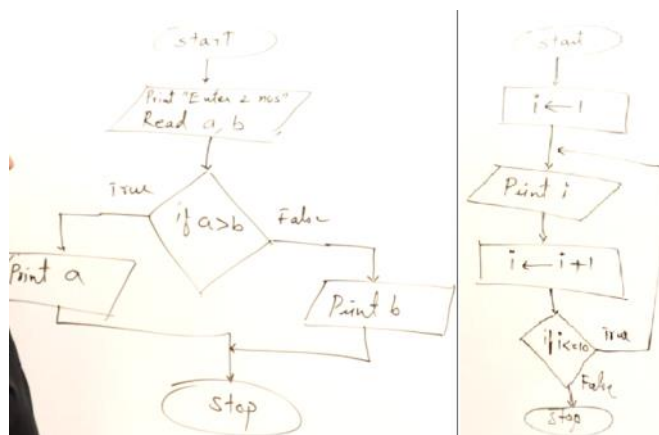 start
Print "Enter 2 nos"
Read a, b
True
if a>b
False
Print a
Print b
Stop
Start
i ← 1
Print i
i ← i+1
if i<=10
True
False
Stop